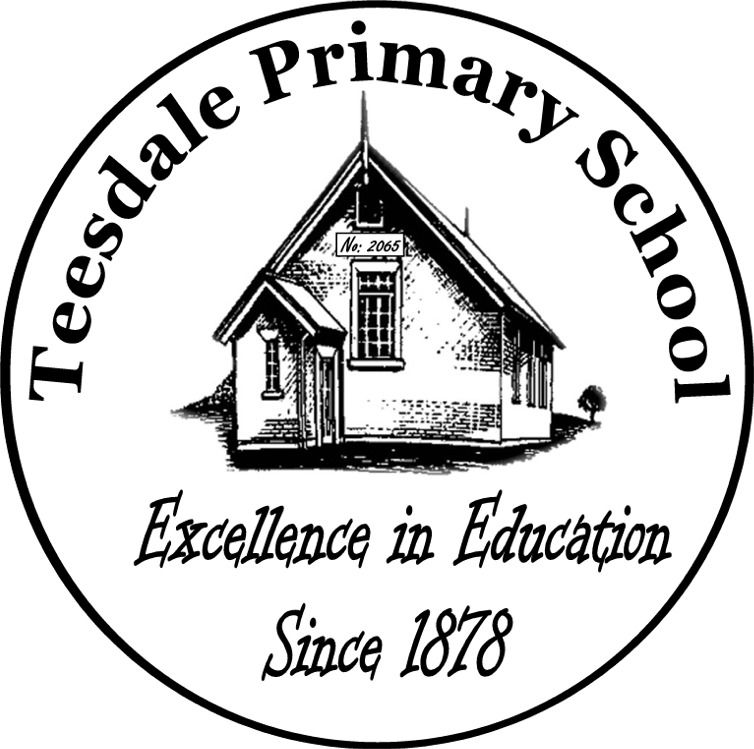 Teesdale Primary School
No: 2065
Excellence in Education
Since 1878